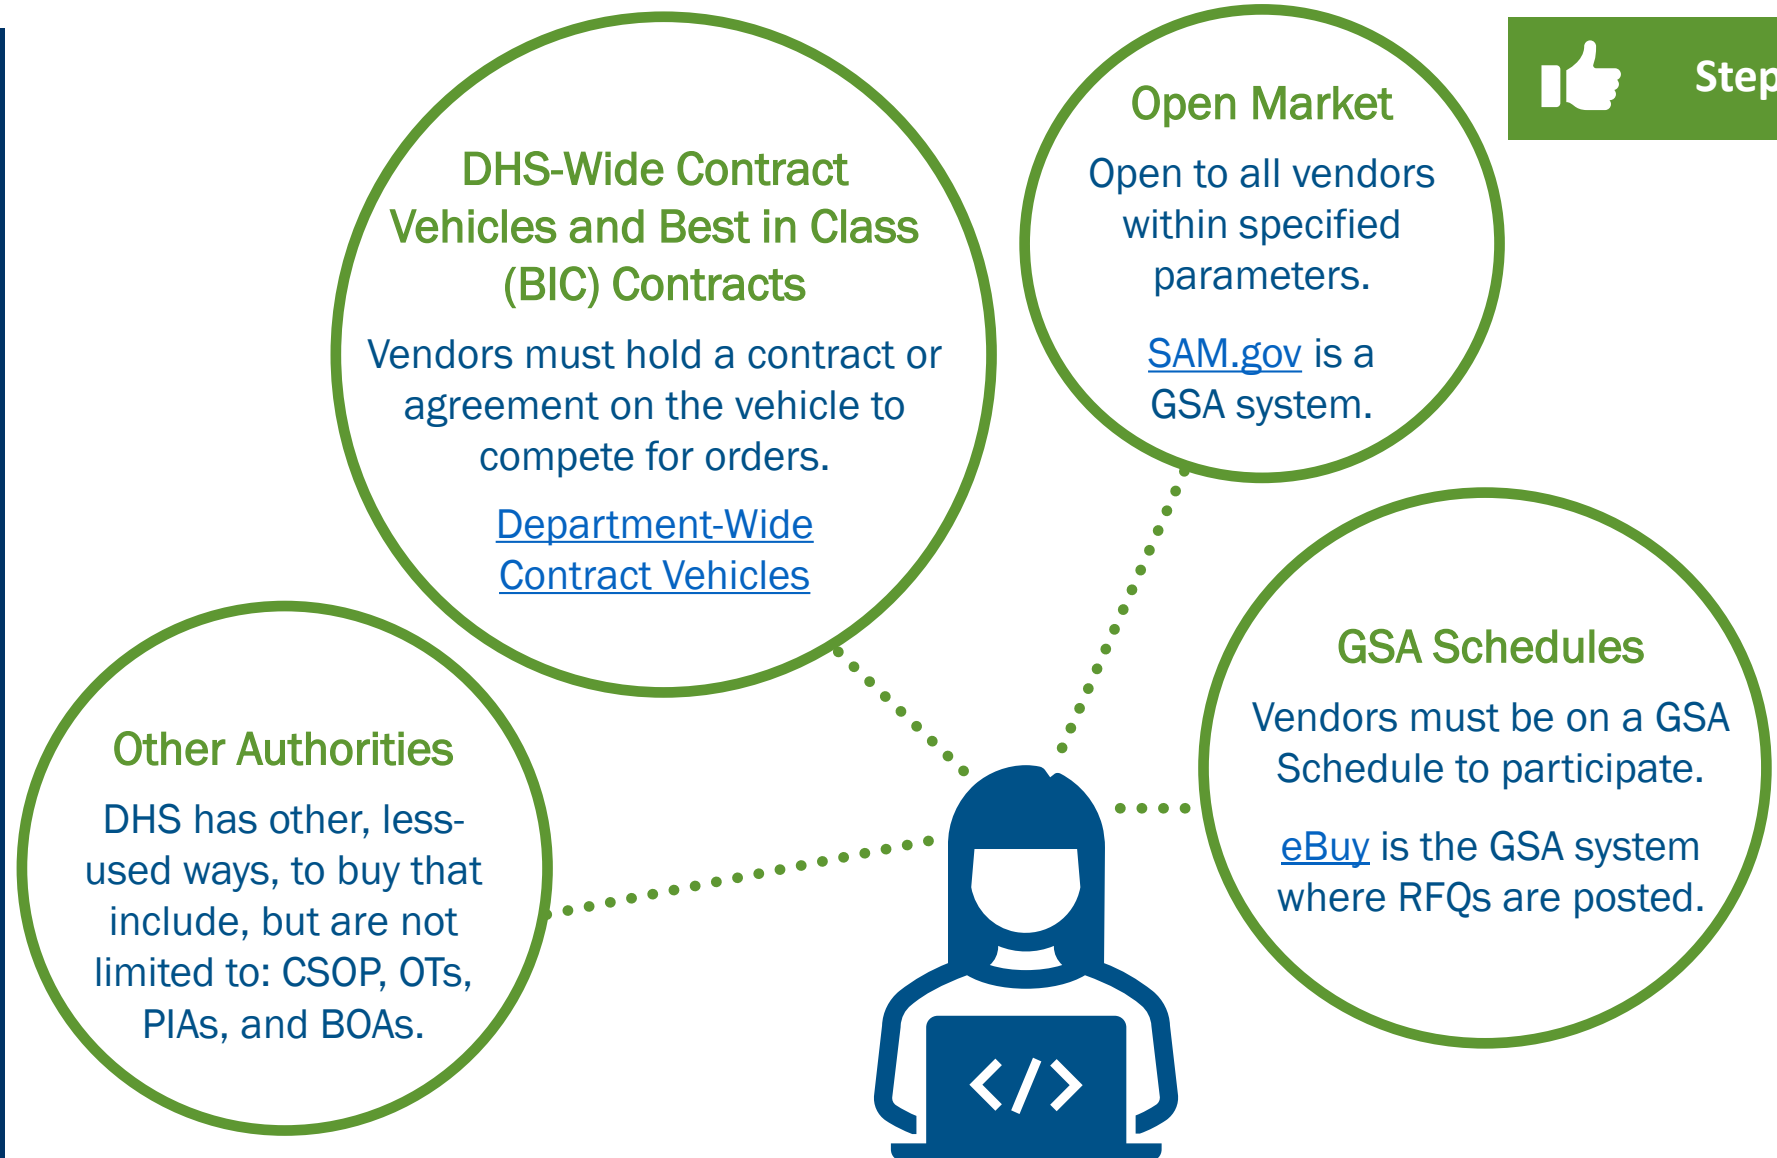 DHS-Wide Contract
Vehicles and Best in Class
(BIC) Contracts
Vendors must hold a contract or
agreement on the vehicle to
compete for orders.
Department-Wide
Contract Vehicles
Open Market
Open to all vendors
within specified
parameters.
SAM.gov is a
GSA system.
Step
Other Authorities
DHS has other, less-
used ways, to buy that
include, but are not
limited to: CSOP, OTs,
PIAs, and BOAs.
GSA Schedules
Vendors must be on a GSA
Schedule to participate.
eBuy is the GSA system
where RFQs are posted.
</>